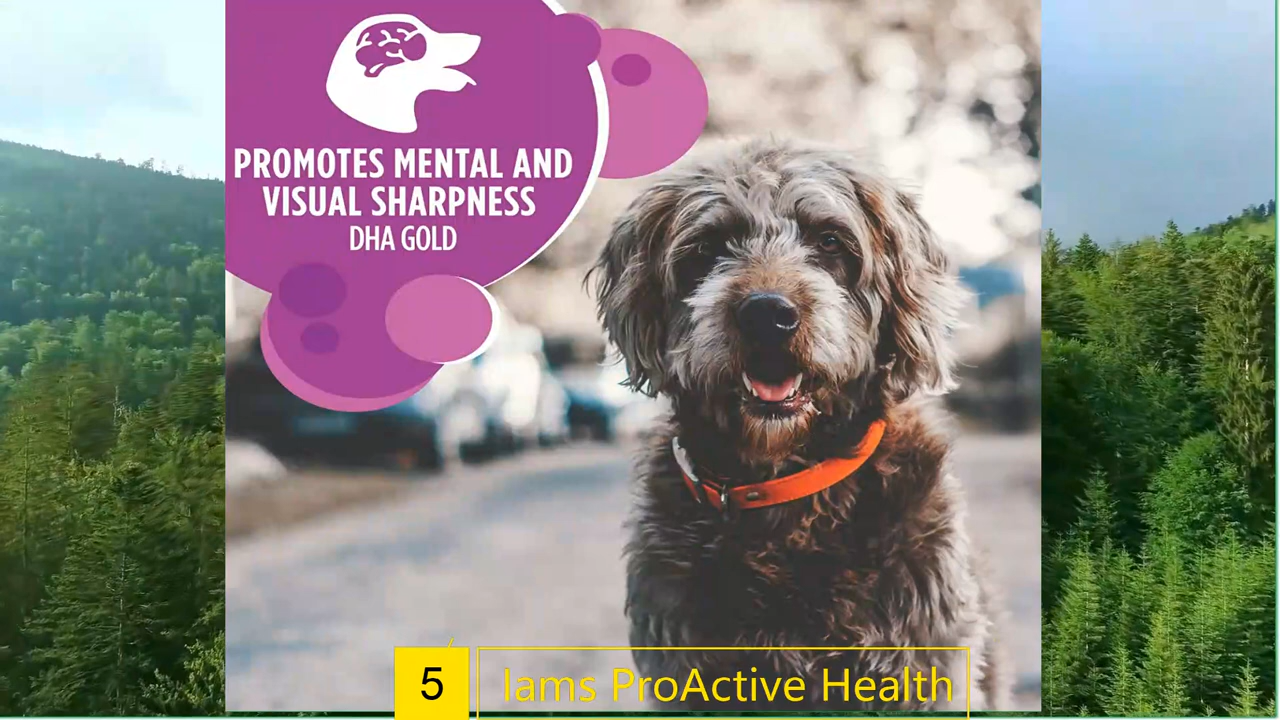 PROMOTES MENTAL AND
VISUAL SHARPNESS
DHA GOLD
5
Iams ProActive Health